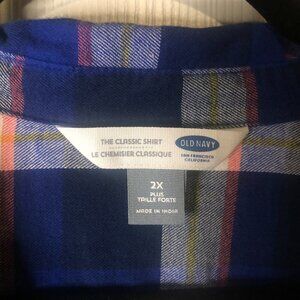 THE CLASSIC SHIRT
LE CHEMISIER CLASSIQUE
OLD NAVY
SAN FRANCISCO
CALIFORNIA
2X
PLUS
TAILLE FORTE
MADE IN INDIA